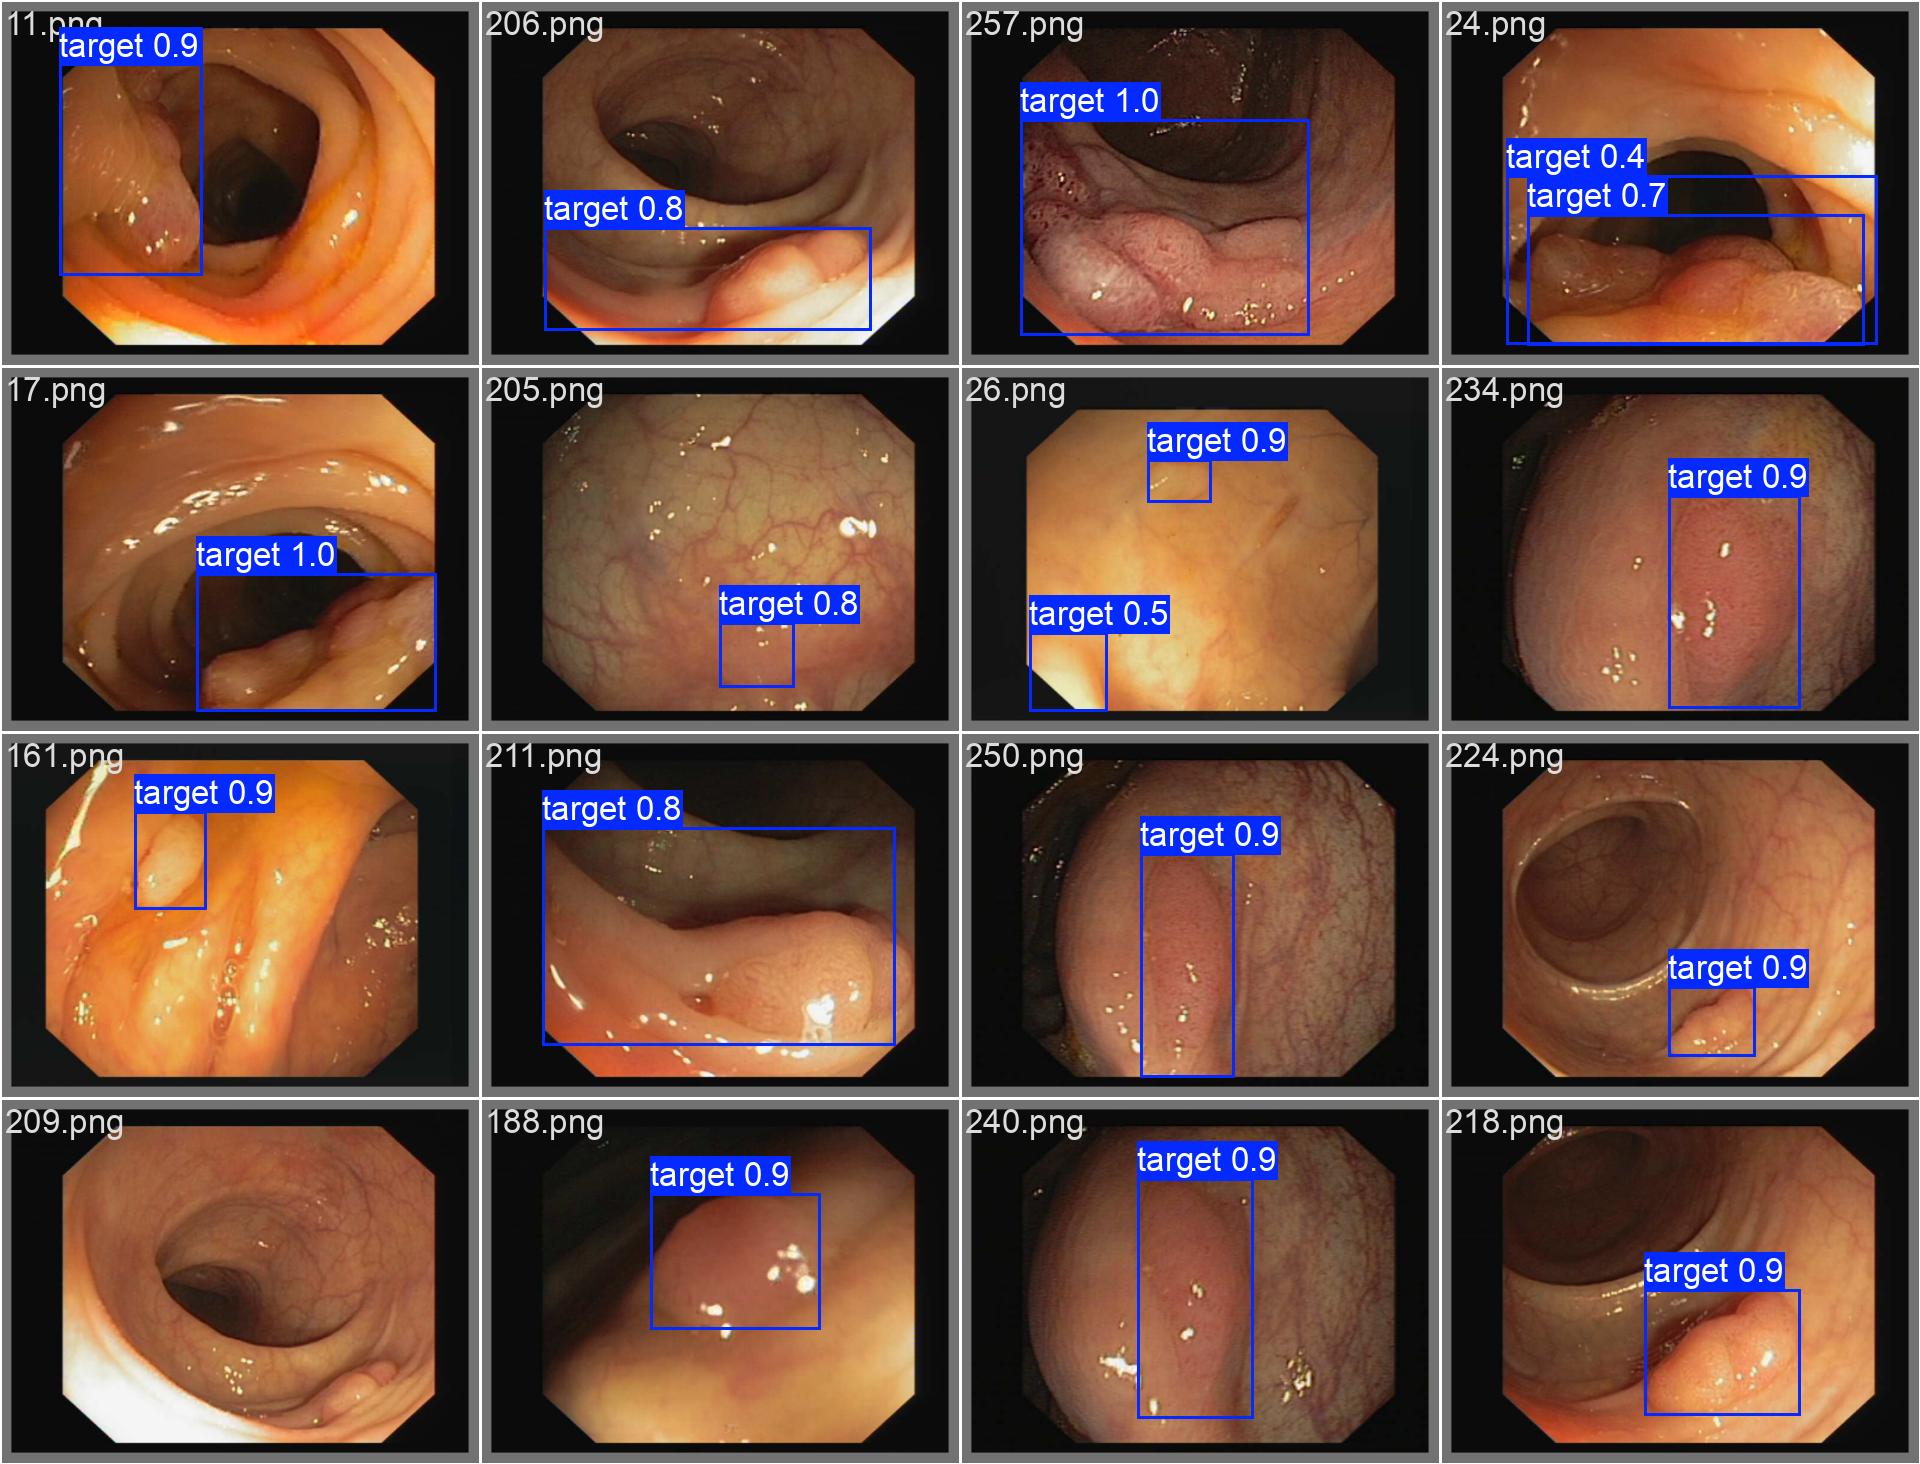 11.png
target 0.9
206.png
target 0.8
257.png
target 1.0
24.png
target 0.4
target 0.7
17.png
target 1.0
205.png
target 0.8
26.png
target 0.9
target 0.5
234.png
target 0.9
161.png
target 0.9
211.png
target 0.8
250.png
target 0.9
224.png
target 0.9
209.png
188.png
target 0.9
240.png
target 0.9
218.png
target 0.9